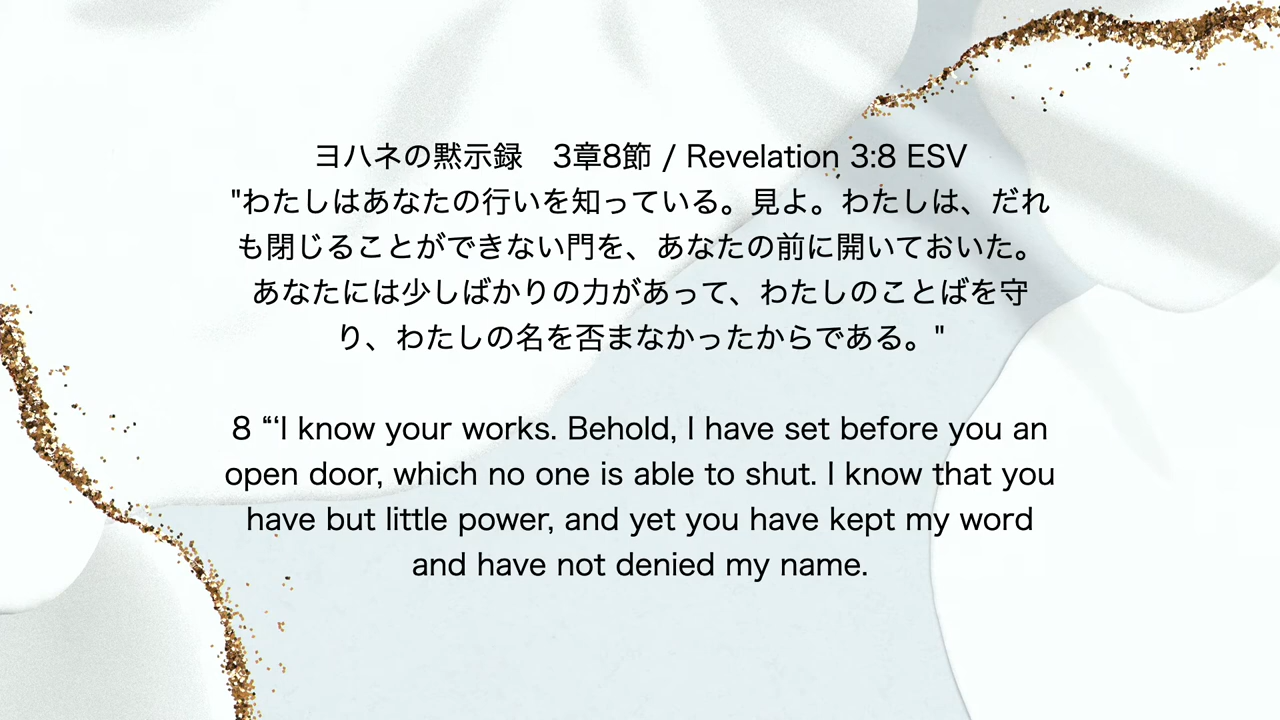 ヨハネの黙示録　3章8節 / Revelation 3:8 ESV
"わたしはあなたの行いを知っている。見よ。わたしは、だれ
も閉じることができない門を、あなたの前に開いておいた。
あなたには少しばかりの力があって、わたしのことばを守
り、わたしの名を否まなかったからである。"
8 “‘I know your works. Behold, I have set before you an
open door, which no one is able to shut. I know that you
have but little power, and yet you have kept my word
and have not denied my name.